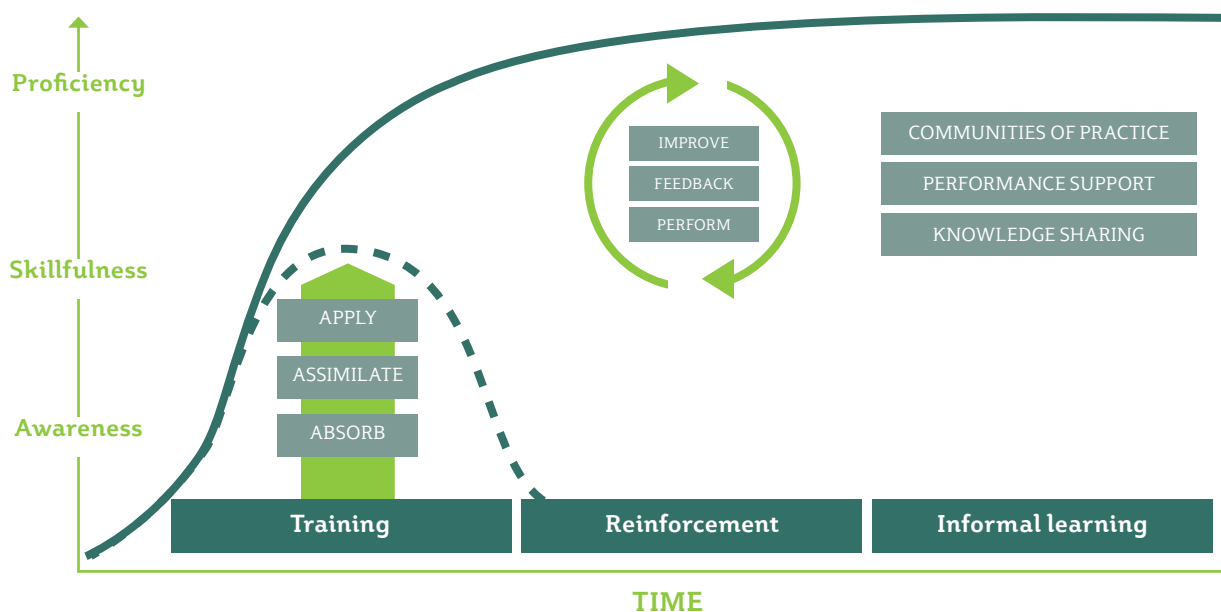 Proficiency
Skillfulness
Awareness
IMPROVE
FEEDBACK
PERFORM
COMMUNITIES OF PRACTICE
PERFORMANCE SUPPORT
KNOWLEDGE SHARING
APPLY
ASSIMILATE
ABSORB
Training
Reinforcement
Informal learning
TIME